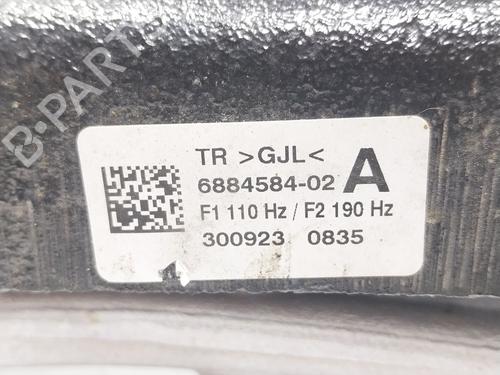 B-PARTS
TR >GJL<
6884584-02 A
F1 110 Hz / F2 190 Hz
300923 0835